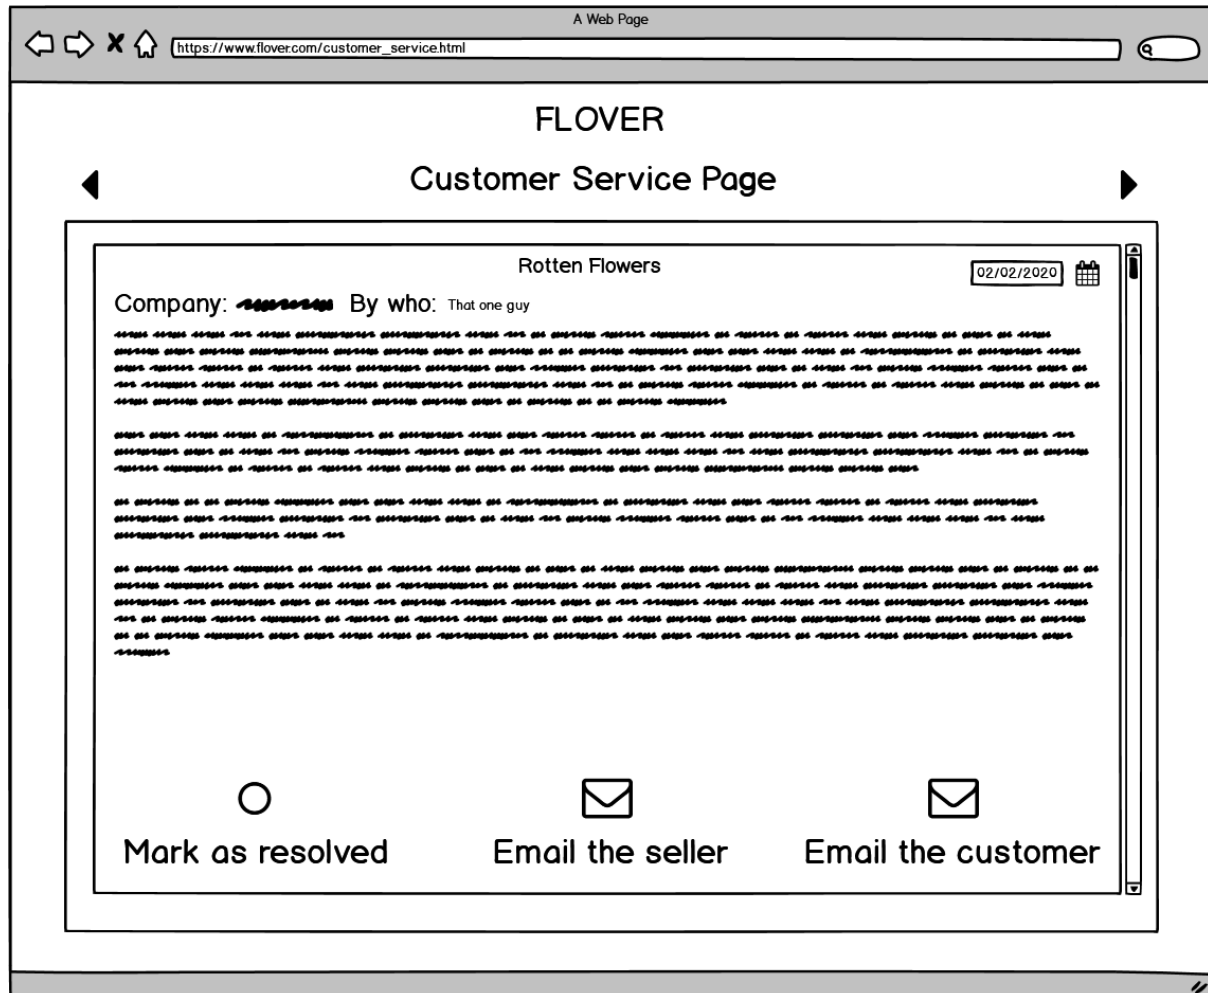 A Web Page
https://www.flover.com/customer_service.html
FLOVER
Customer Service Page
Rotten Flowers
02/02/2020
Company: By who: That one guy
Mark as resolved
Email the seller
Email the customer